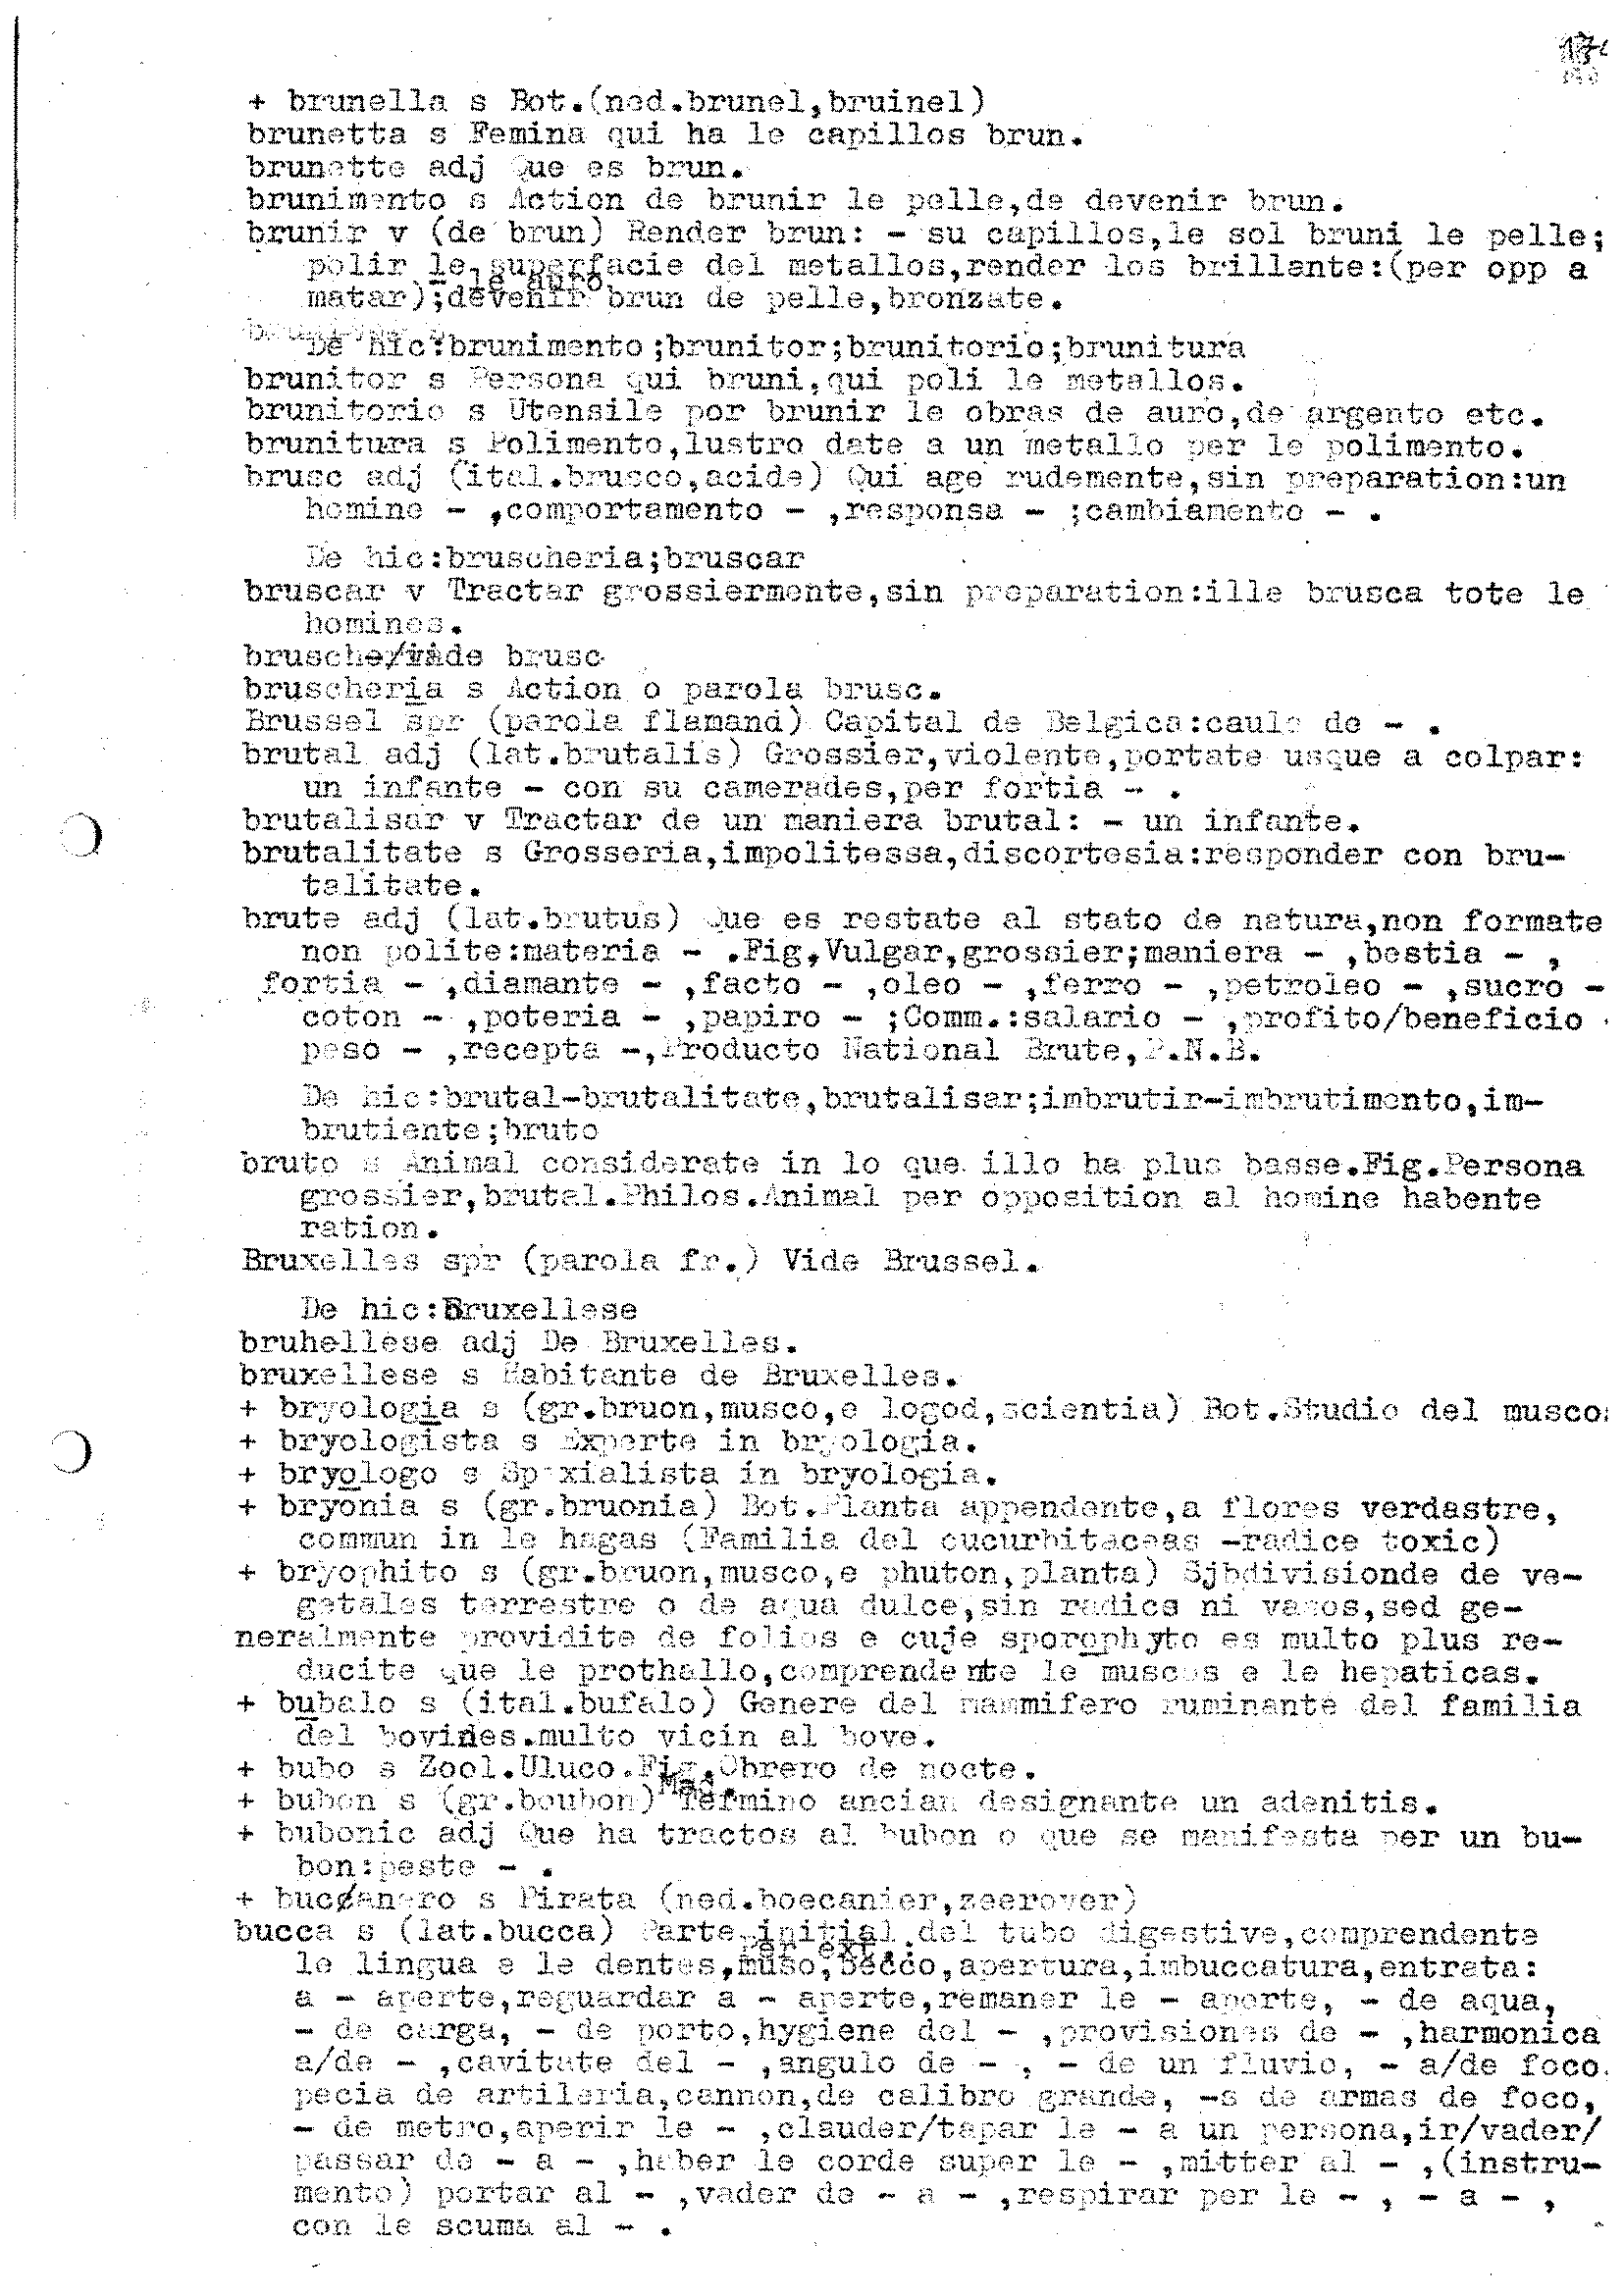 + brunella s Bot.(ned.brunel,bruinel)
brunetta s Femina qui ha le capillos brun.
brunette adj Que es brun.
brunimento s Action de brunir le pelle,de devenir brun.
brunir v (de brun) Render brun: - su capillos,le sol bruni le pelle;
polir le superfacie del metallos,render los brillante:(per opp a
- le auro
matar);devenir brun de pelle,bronzate.
De hic:brunimento;brunitor;brunitorio;brunitura
brunitor s Persona qui bruni,qui poli le metallos.
brunitorio s Utensile por brunir le obras de auro,de argento etc.
brunitura s Polimento,lustro date a un metallo per le polimento.
brusc adj (ital.brusco,acide) Qui age rudemente,sin preparation:un
homine - ,comportamento - ,responsa - ;cambiamento - .
De hic:bruscheria;bruscar
bruscar v Tractar grossiermente,sin preparation:ille brusca tote le
homines.
brusche/vide brusc
bruscheria s Action o parola brusc.
Brussel spr (parola flamand) Capital de Belgica:caule de - .
brutal adj (lat.brutalis) Grossier,violente,portate usque a colpar:
un infante - con su camerades,per fortia - .
brutalisar v Tractar de un maniera brutal: - un infante.
brutalitate s Grosseria,impolitessa,discortesia:responder con bru-
talitate.
brute adj (lat.brutus) Que es restate al stato de natura,non formate
non polite:materia - .Fig,Vulgar,grossier;maniera - ,bestia - ,
fortia - ,diamante - ,facto - ,oleo - ,ferro - ,petroleo - ,sucro -
coton - ,poteria - ,papiro - ;Comm.:salario - ,profito/beneficio
peso - ,recepta -,Producto National Brute,P.N.B.
De hic:brutal-brutalitate,brutalisar;imbrutir-imbrutimento,im-
brutiente;bruto
bruto s Animal considerate in lo que illo ha plus basse.Fig.Persona
grossier,brutal.Philos.Animal per opposition al homine habente
ration.
Bruxelles spr (parola fr.) Vide Brussel.
De hic:Bruxellese
bruhellese adj De Bruxelles.
bruxellese s Habitante de Bruxelles.
+ bryologia s (gr.bruon,musco,e logod,scientia) Bot.Studio del musco
+ bryologista s Experte in bryologia.
+ bryologo s Spexialista in bryologia.
+ bryonia s (gr.bruonia) Bot.Planta appendente,a flores verdastre,
commun in le hagas (Familia del cucurbitaceas -radice toxic)
+ bryophito s (gr.bruon,musco,e phuton,planta) Sjbdivisionde de ve-
getales terrestre o de aqua dulce,sin radice ni vasos,sed ge-
neralmente providite de folios e cuje sporophyto es multo plus re-
ducite que le prothallo,comprendente le muscos e le hepaticas.
+ bubalo s (ital.bufalo) Genere del mammifero ruminante del familia
del bovides.multo vicin al bove.
+ bubo s Zool.Uluco.Fig.Obrero de nocte.
Med.
+ bubon s (gr.boubon) Termino ancian designante un adenitis.
+ bubonic adj Que ha tractos al bubon o que se manifesta per un bu-
bon:peste - .
+ buccanero s Pirata (ned.boecanier,zeerover)
bucca s (lat.bucca) Parte initial del tubo digestive,comprendente
per ext.
le lingua e le dentes,muso,becco,apertura,imbuccatura,entrata:
a - aperte,reguardar a - aperte,remaner le - aperte, - de aqua,
- de carga, - de porto,hygiene del - ,provisiones de - ,harmonica
a/de - ,cavitate del - ,angulo de - , - de un fluvio, - a/de foco
pecia de artileria,cannon,de calibro grande, -s de armas de foco,
- de metro,aperir le - ,clauder/tapar le - a un persona,ir/vader/
passar de - a - ,haber le corde super le - ,mitter al - ,(instru-
mento) portar al - ,vader de - a - ,respirar per le - , - a - ,
con le scuma al - .